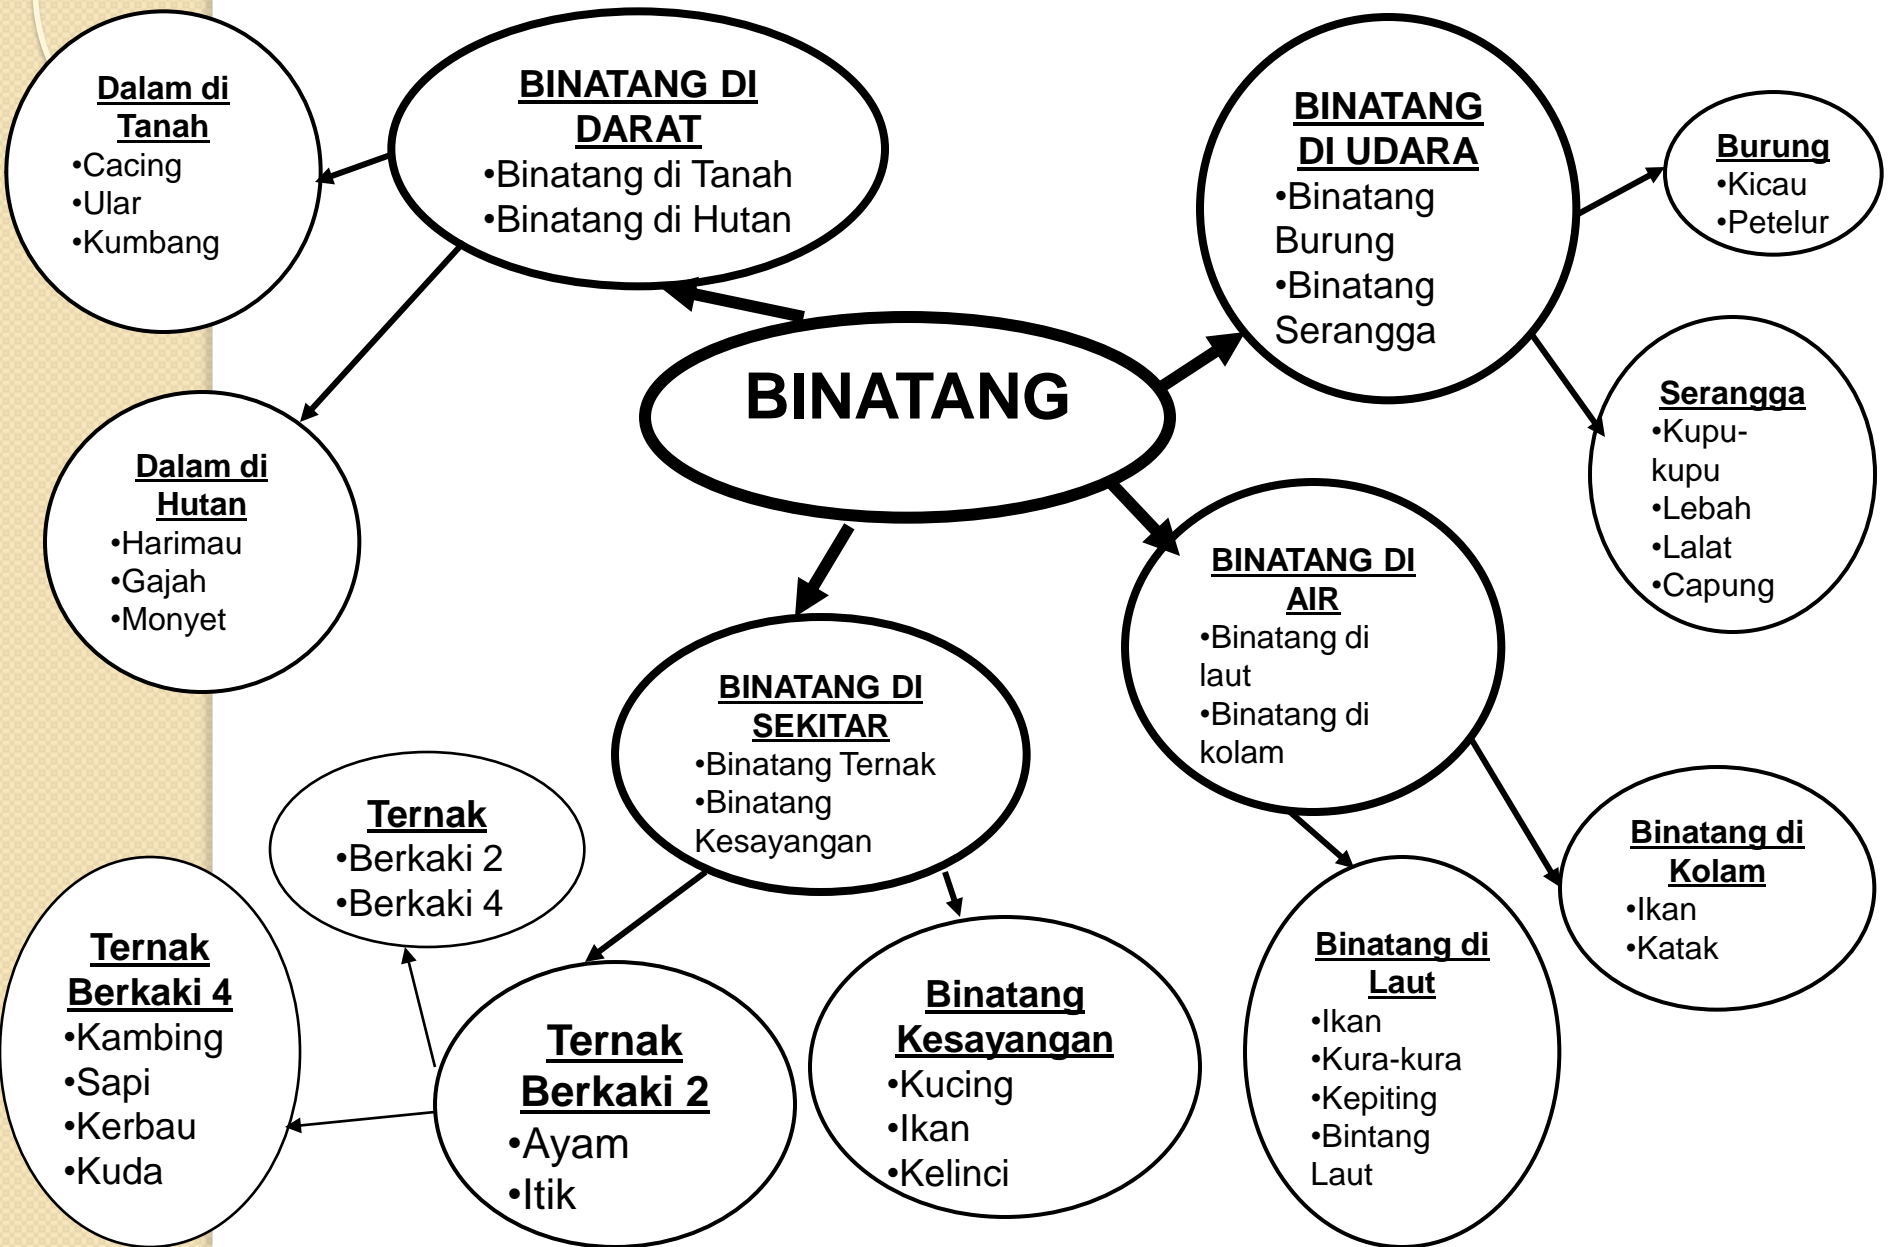 BINATANG
BINATANG DI
DARAT
•Binatang di Tanah
•Binatang di Hutan
Dalam di
Tanah
•Cacing
•Ular
•Kumbang
Dalam di
Hutan
•Harimau
•Gajah
•Monyet
BINATANG
DI UDARA
•Binatang
Burung
•Binatang
Serangga
Burung
•Kicau
•Petelur
Serangga
•Kupu-
kupu
•Lebah
•Lalat
•Capung
BINATANG DI
AIR
•Binatang di
laut
•Binatang di
kolam
Binatang di
Kolam
•Ikan
•Katak
Binatang di
Laut
•Ikan
•Kura-kura
•Kepiting
•Bintang
Laut
BINATANG DI
SEKITAR
•Binatang Ternak
•Binatang
Kesayangan
Binatang
Kesayangan
•Kucing
•Ikan
•Kelinci
Ternak
Berkaki 2
•Ayam
•Itik
Ternak
•Berkaki 2
•Berkaki 4
Ternak
Berkaki 4
•Kambing
•Sapi
•Kerbau
•Kuda